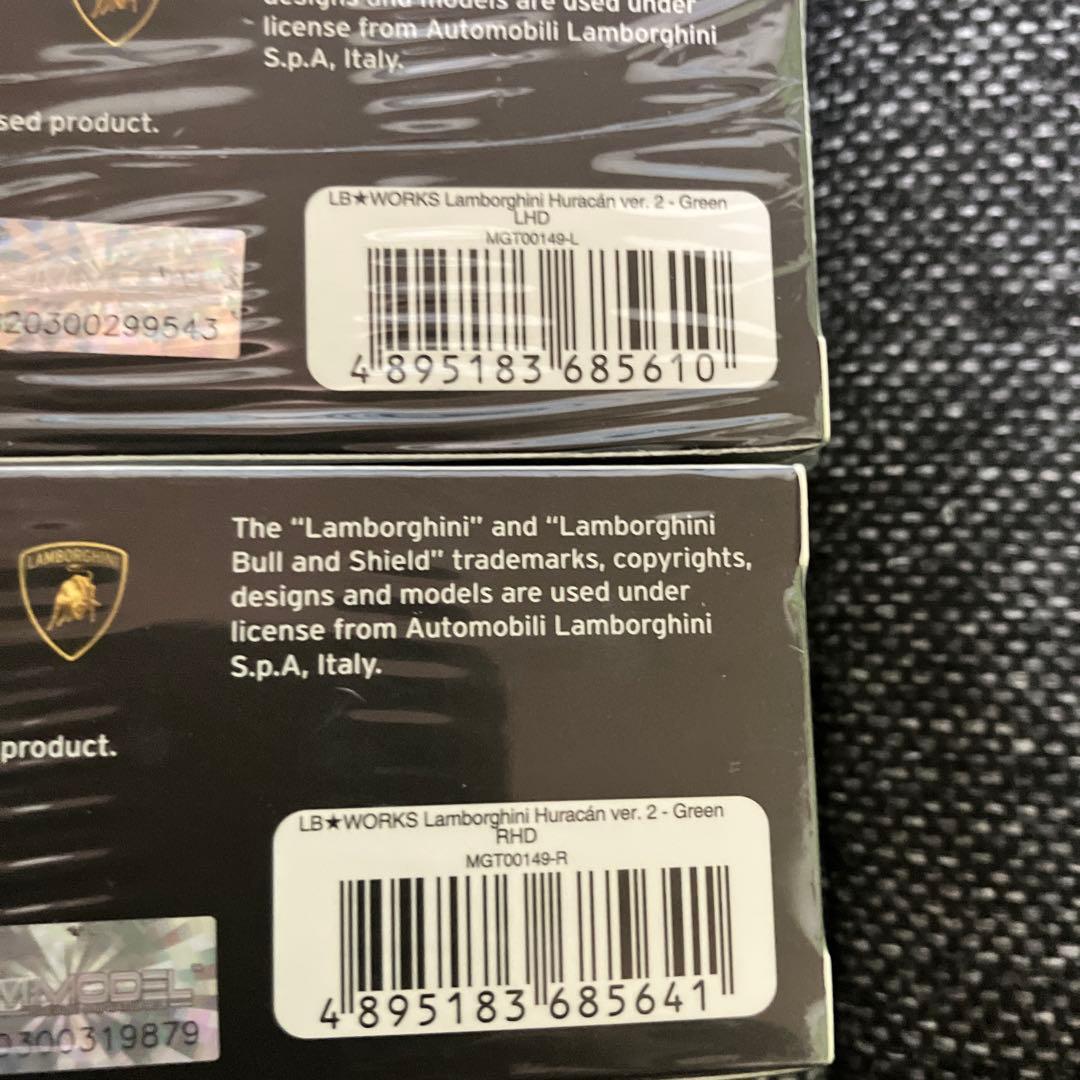 designs and models are used under
license from Automobili Lamborghini
S.p.A, Italy.
sed product.
LB★WORKS Lamborghini Huracán ver. 2 - Green
LHD
MGT00149-L
20300299543
4 895183 685610
LAMBORGHINI
The “Lamborghini” and “Lamborghini
Bull and Shield” trademarks, copyrights,
designs and models are used under
license from Automobili Lamborghini
S.p.A, Italy.
product.
LB★WORKS Lamborghini Huracán ver. 2 - Green
RHD
MGT00149-R
MODEL
0300319879
4 895183 685641